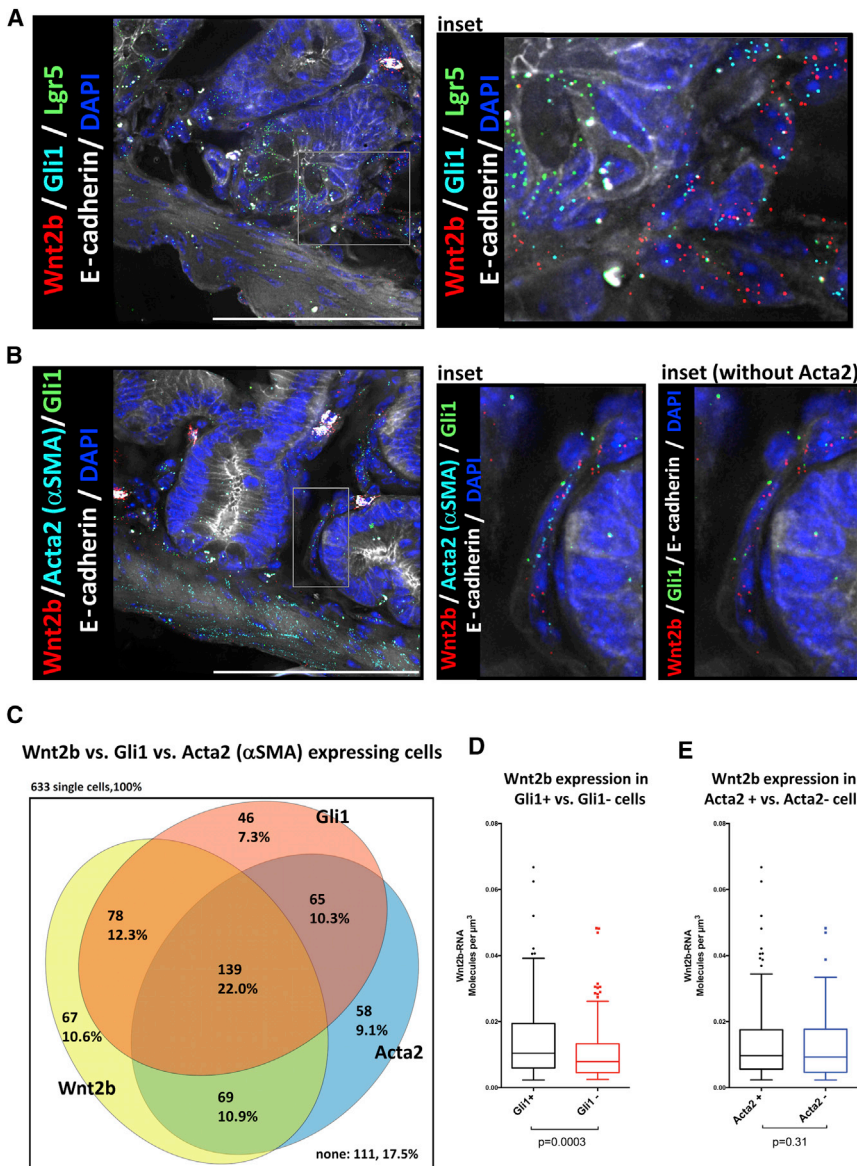 A
Wnt2b / Gli1 / Lgr5
E-cadherin / DAPI
inset
Wnt2b / Gli1 / Lgr5
E-cadherin / DAPI
B
Wnt2b/Acta2 (αSMA)/Gli1
E-cadherin / DAPI
inset
Wnt2b/Acta2 (αSMA) / Gli1
E-cadherin / DAPI
inset (without Acta2)
Wnt2b / Gli1 / E-cadherin / DAPI
C
Wnt2b vs. Gli1 vs. Acta2 (αSMA) expressing cells
633 single cells,100%
46
7.3%
Gli1
78
12.3%
65
10.3%
139
22.0%
67
10.6%
58
9.1%
Wnt2b
Acta2
69
10.9%
none: 111, 17.5%
D
Wnt2b expression in
Gli1+ vs. Gli1- cells
Wnt2b-RNA
Molecules per μm³
0.08
0.06
0.04
0.02
0.00
Gli1+
Gli1 -
p=0.0003
E
Wnt2b expression in
Acta2 + vs. Acta2- cell
Wnt2b-RNA
Molecules per μm³
0.08
0.06
0.04
0.02
0.00
Acta2 +
Acta2 -
p=0.31